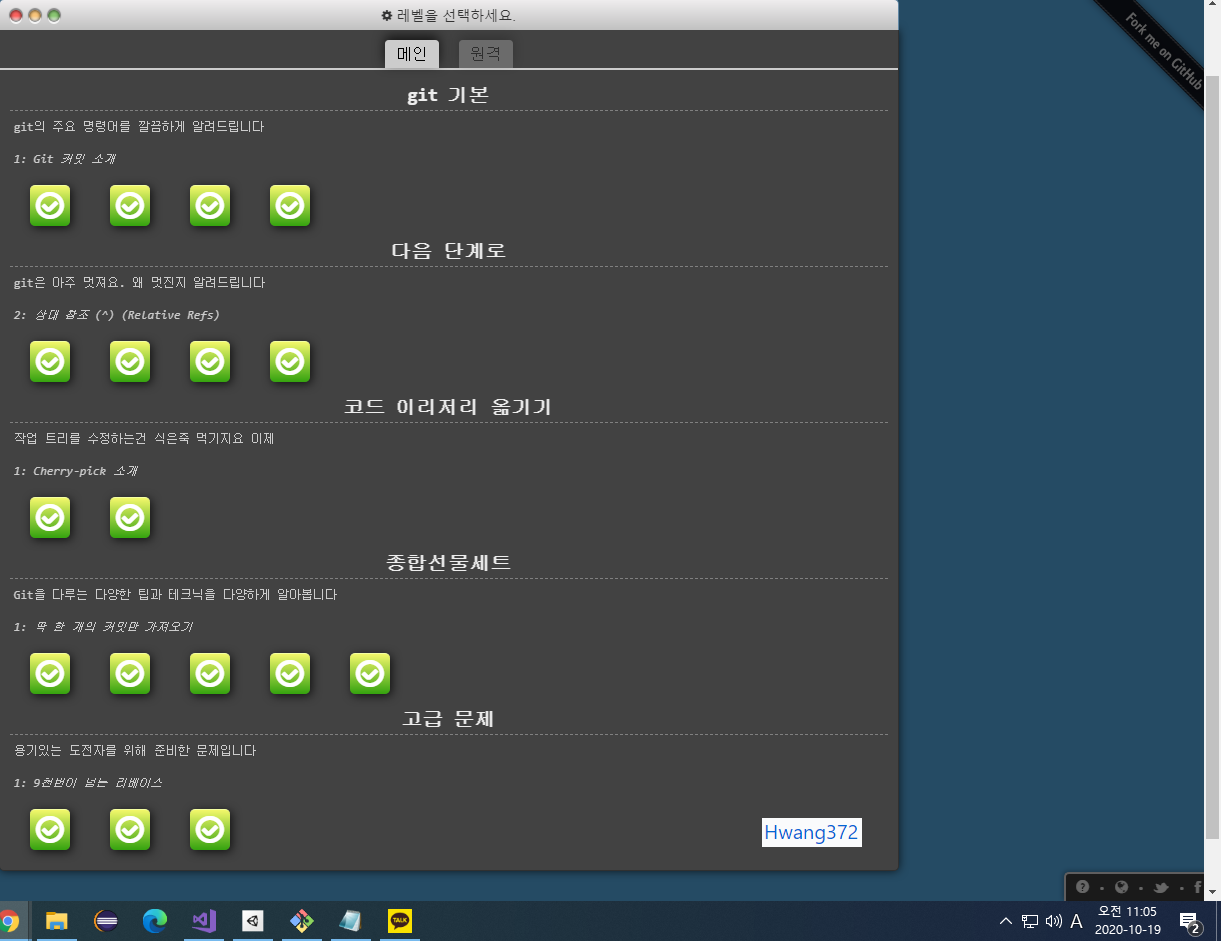 레벨을 선택하세요.
Fork me on GitHub
메인 원격
git 기본
git의 주요 명령어를 깔끔하게 알려드립니다
1: Git 커밋 소개
다음 단계로
git은 아주 멋져요. 왜 멋진지 알려드립니다
2: 상대 참조 (^) (Relative Refs)
코드 이리저리 옮기기
작업 트리를 수정하는건 식은죽 먹기지요 이제
1: Cherry-pick 소개
종합선물세트
Git을 다루는 다양한 팁과 테크닉을 다양하게 알아봅니다
1: 딱 한 개의 커밋만 가져오기
고급 문제
용기있는 도전자를 위해 준비한 문제입니다
1: 9천번이 넘는 리베이스
Hwang372
TALK
A
오전 11:05
2020-10-19
2